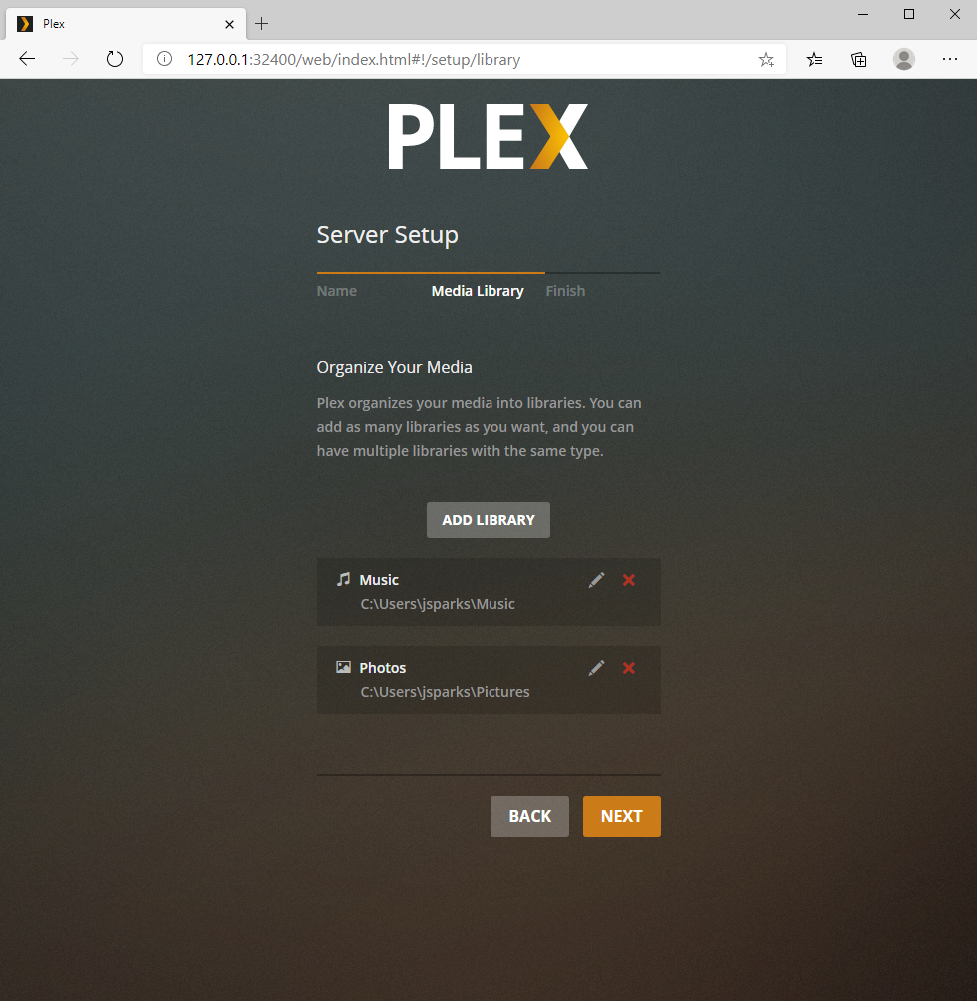 Plex
127.0.0.1:32400/web/index.html#!/setup/library
PLEX
Server Setup
Name Media Library Finish
Organize Your Media
Plex organizes your media into libraries. You can
add as many libraries as you want, and you can
have multiple libraries with the same type.
ADD LIBRARY
Music
C:\Users\jsparks\Music
Photos
C:\Users\jsparks\Pictures
BACK NEXT